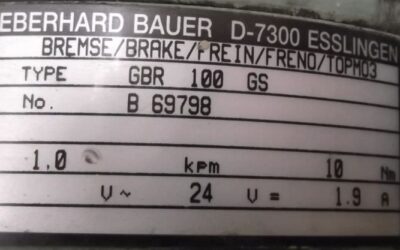 EBERHARD BAUER D-7300 ESSLINGEN
BREMSE/BRAKE/FREIN/FRENO/TOPMO3
TYPE GBR 100 GS
No. B 69798
1.0 kpm 10 Nm
V~ 24 V= 1.9 A